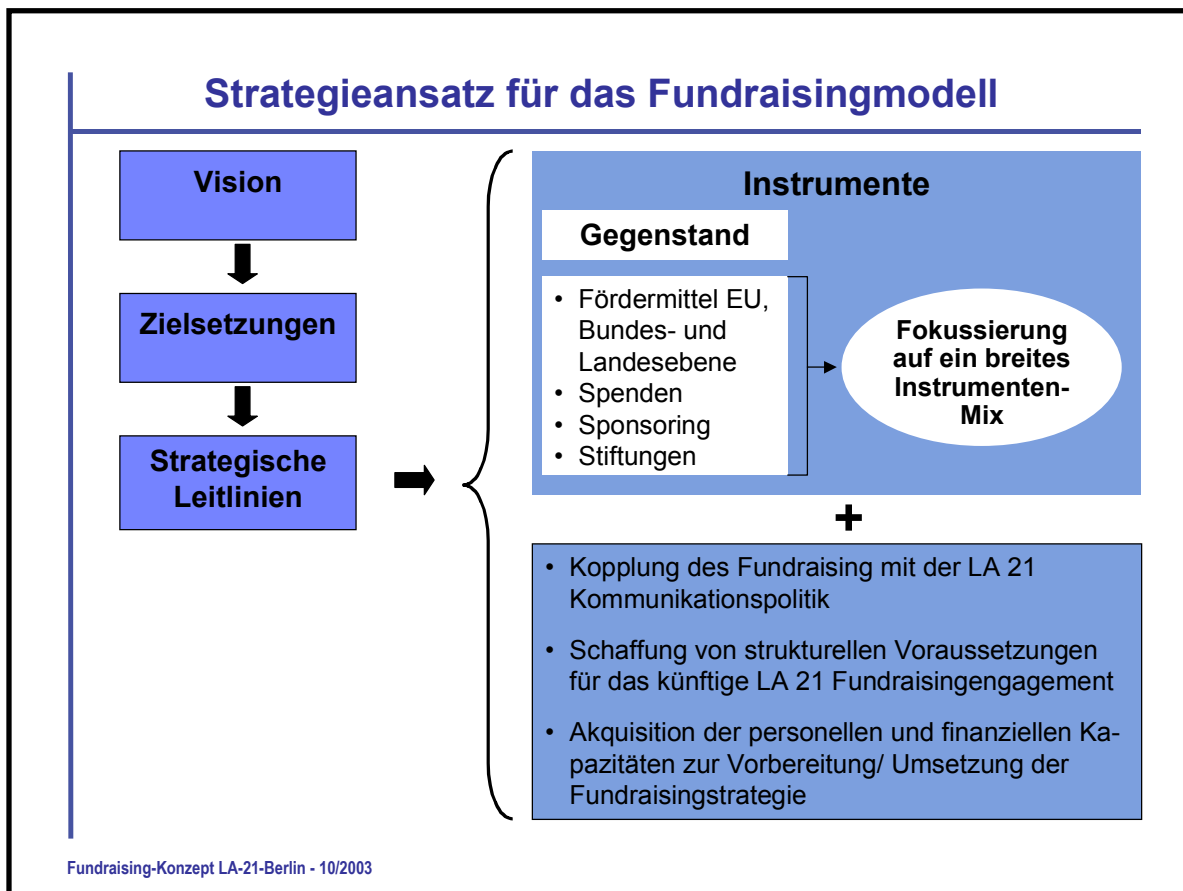 Strategieansatz für das Fundraisingmodell
Vision
Zielsetzungen
Strategische
Leitlinien
Instrumente
Gegenstand
• Fördermittel EU,
Bundes- und
Landesebene
• Spenden
• Sponsoring
• Stiftungen
Fokussierung
auf ein breites
Instrumenten-
Mix
+
• Kopplung des Fundraising mit der LA 21
Kommunikationspolitik
• Schaffung von strukturellen Voraussetzungen
für das künftige LA 21 Fundraisingengagement
• Akquisition der personellen und finanziellen Ka-
pazitäten zur Vorbereitung/ Umsetzung der
Fundraisingstrategie
Fundraising-Konzept LA-21-Berlin - 10/2003